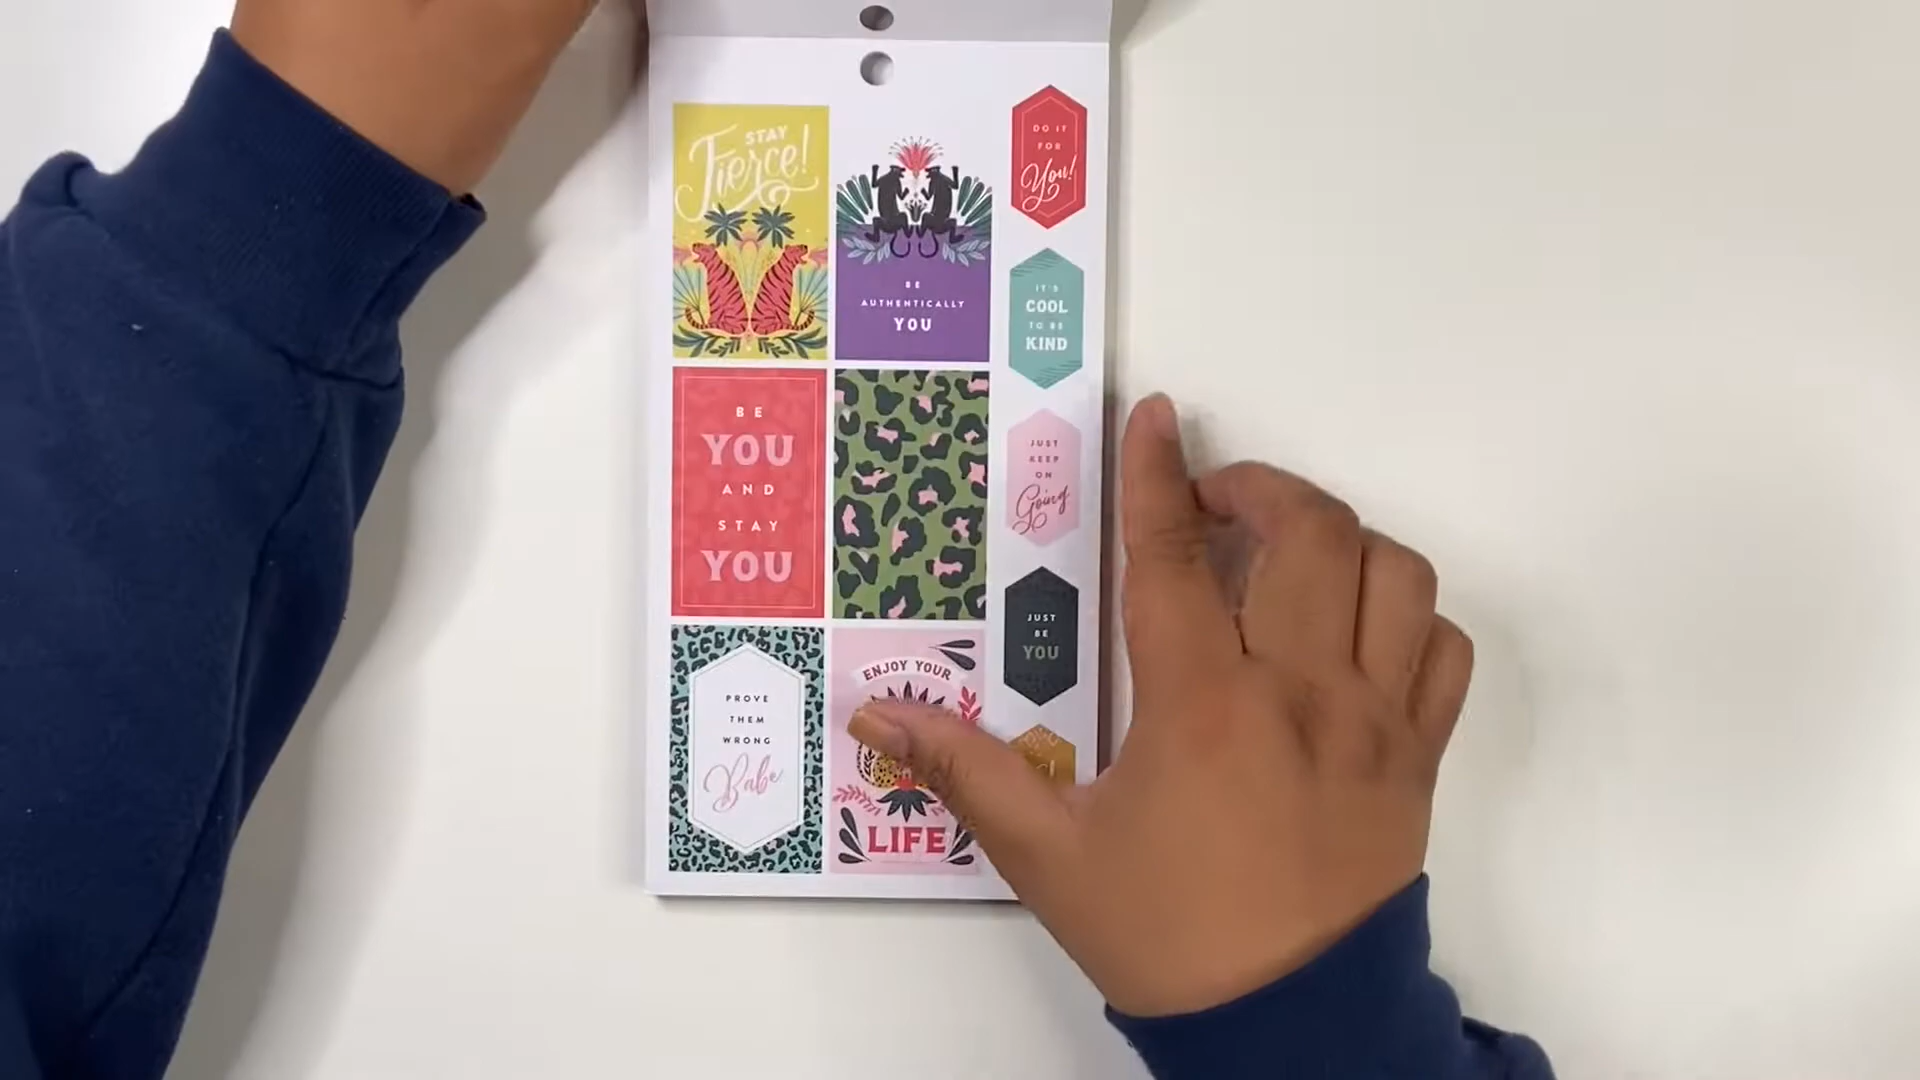 STAY
Fierce!
BE
AUTHENTICALLY
YOU
BE
YOU
AND
STAY
YOU
PROVE
THEM
WRONG
Babe
ENJOY YOUR
LIFE
DO IT
FOR
You!
IT'S
COOL
TO BE
KIND
JUST
KEEP
ON
Going
JUST
BE
YOU